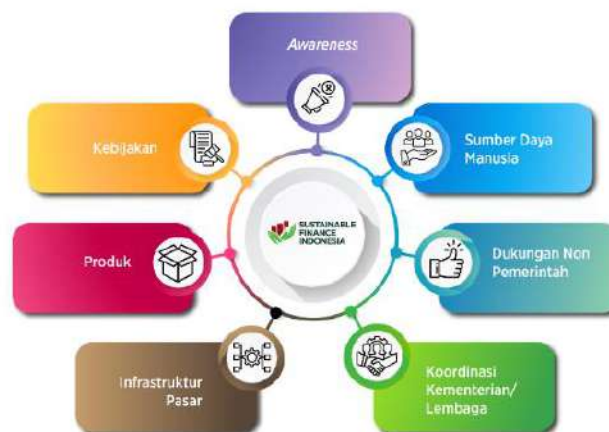 Awareness
Kebijakan
Sumber Daya
Manusia
SUSTAINABLE
FINANCE
INDONESIA
Produk
Dukungan Non
Pemerintah
Infrastruktur
Pasar
Koordinasi
Kementerian/
Lembaga